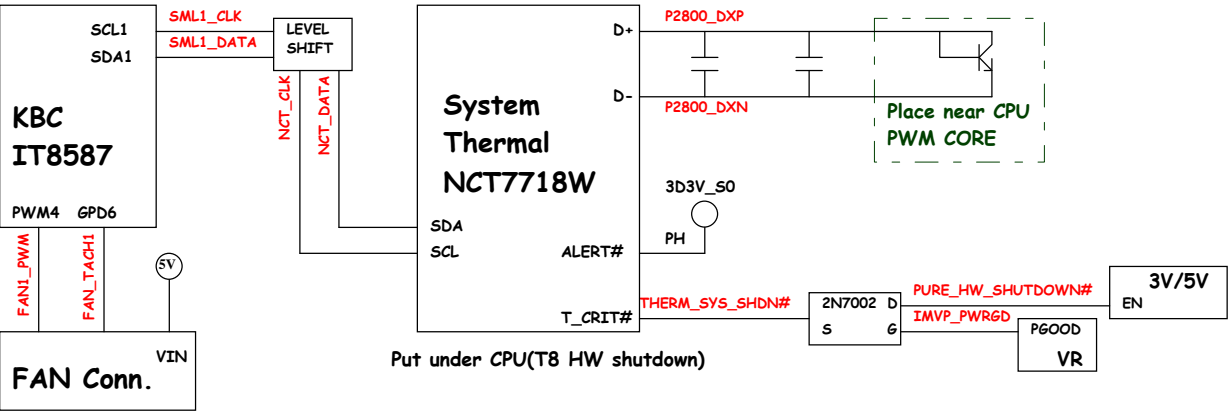 SML1_CLK
SCL1
SML1_DATA
SDA1
LEVEL
SHIFT
KBC
IT8587
NCT_CLK
NCT_DATA
PWM4 GPD6
FAN1_PWM
FAN_TACH1
5V
VIN
FAN Conn.
System
Thermal
NCT7718W
SDA
SCL
D+
D-
ALERT#
T_CRIT#
P2800_DXP
P2800_DXN
Place near CPU
PWM CORE
3D3V_S0
PH
THERM_SYS_SHDN#
2N7002 D
S G
PURE_HW_SHUTDOWN#
IMVP_PWRGD
3V/5V
EN
PGOOD
VR
Put under CPU(T8 HW shutdown)